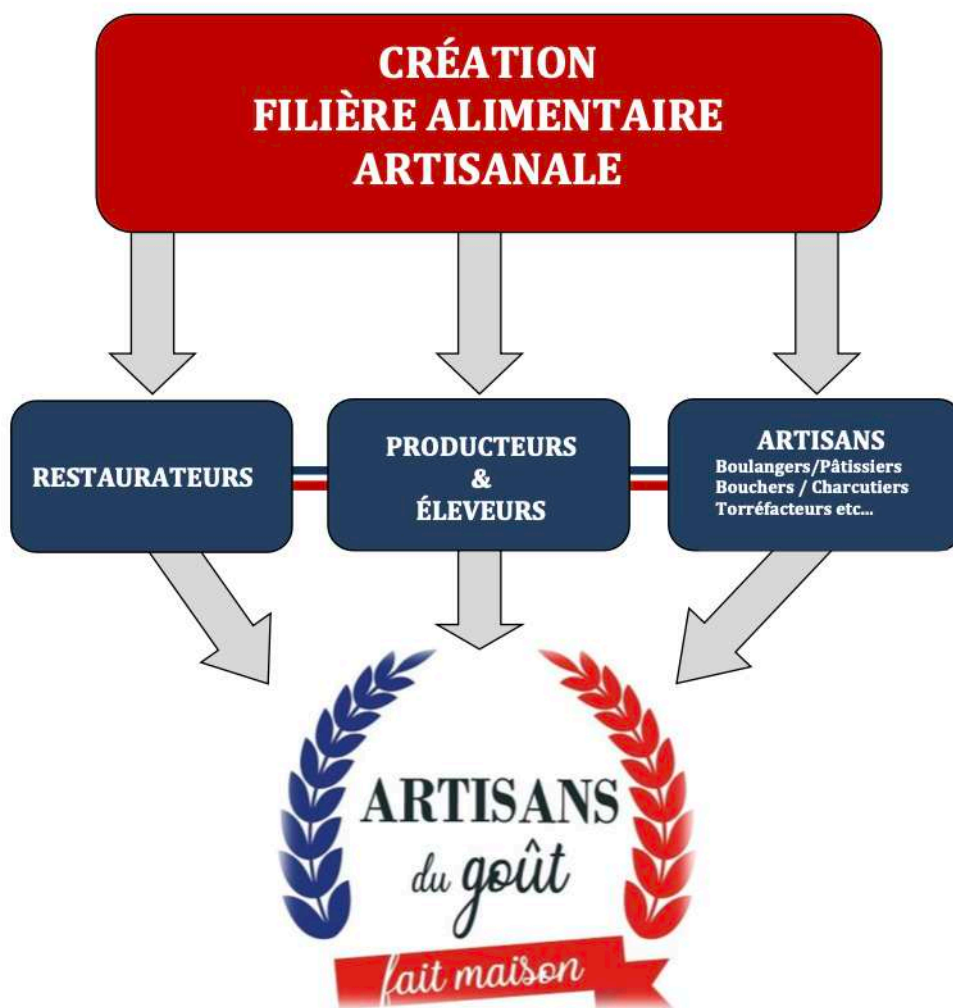 CRÉATION
FILIÈRE ALIMENTAIRE
ARTISANALE
RESTAURATEURS
PRODUCTEURS
&
ÉLEVEURS
ARTISANS
Boulangers/Pâtissiers
Bouchers / Charcutiers
Torréfacteurs etc...
ARTISANS
du goût
fait maison